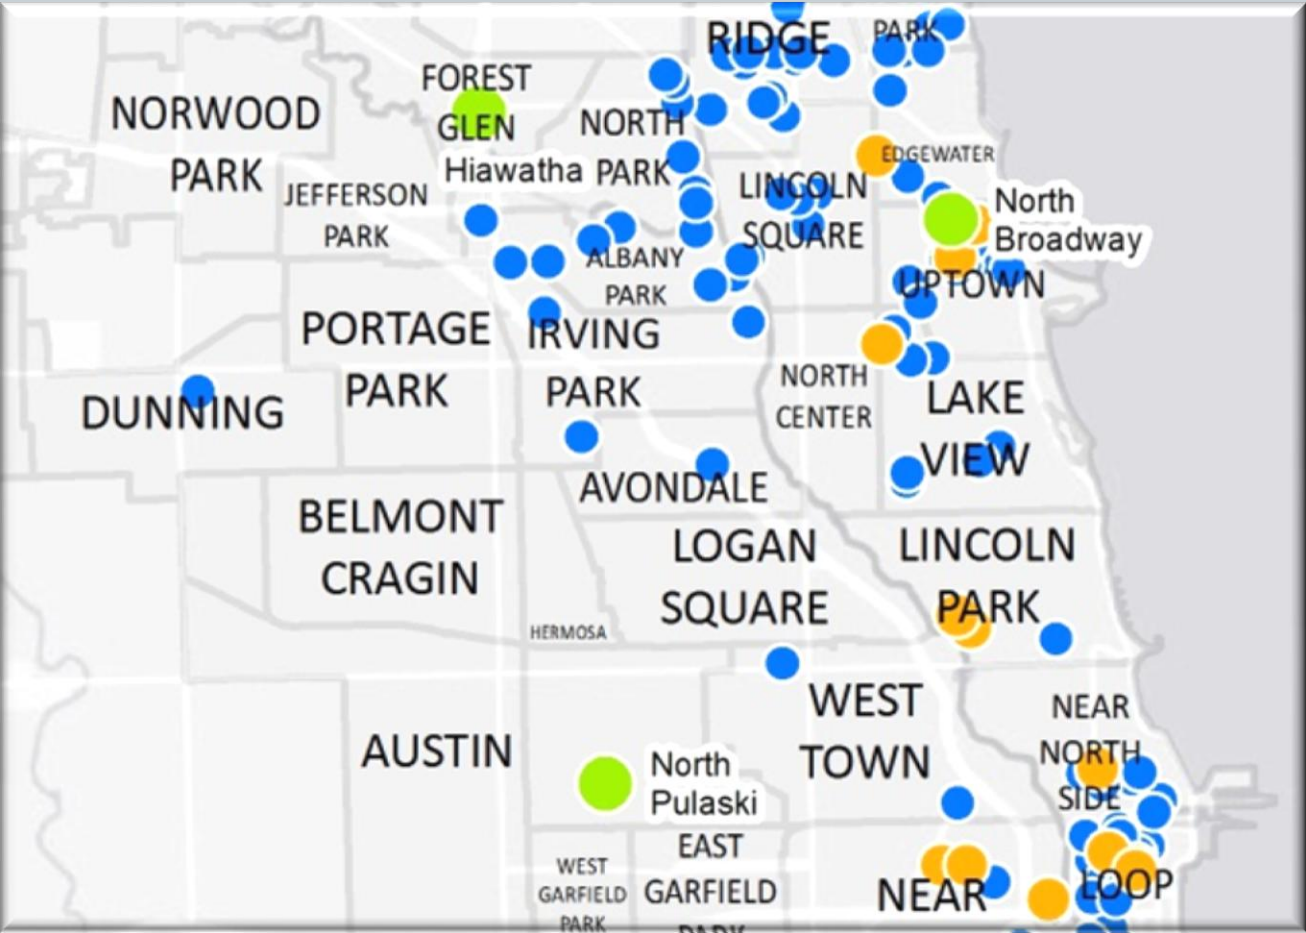 RIDGE
PARK
FOREST
GLEN
Hiawatha
NORWOOD
PARK
NORTH
PARK
JEFFERSON
PARK
EDGEWATER
LINCOLN
SQUARE
North
Broadway
ALBANY
PARK
UPTOWN
PORTAGE
PARK
IRVING
PARK
DUNNING
NORTH
CENTER
LAKE
VIEW
AVONDALE
BELMONT
CRAGIN
LOGAN
SQUARE
LINCOLN
PARK
HERMOSA
WEST
TOWN
NEAR
NORTH
SIDE
AUSTIN
North
Pulaski
WEST
GARFIELD
PARK
EAST
GARFIELD
PARK
NEAR
LOOP